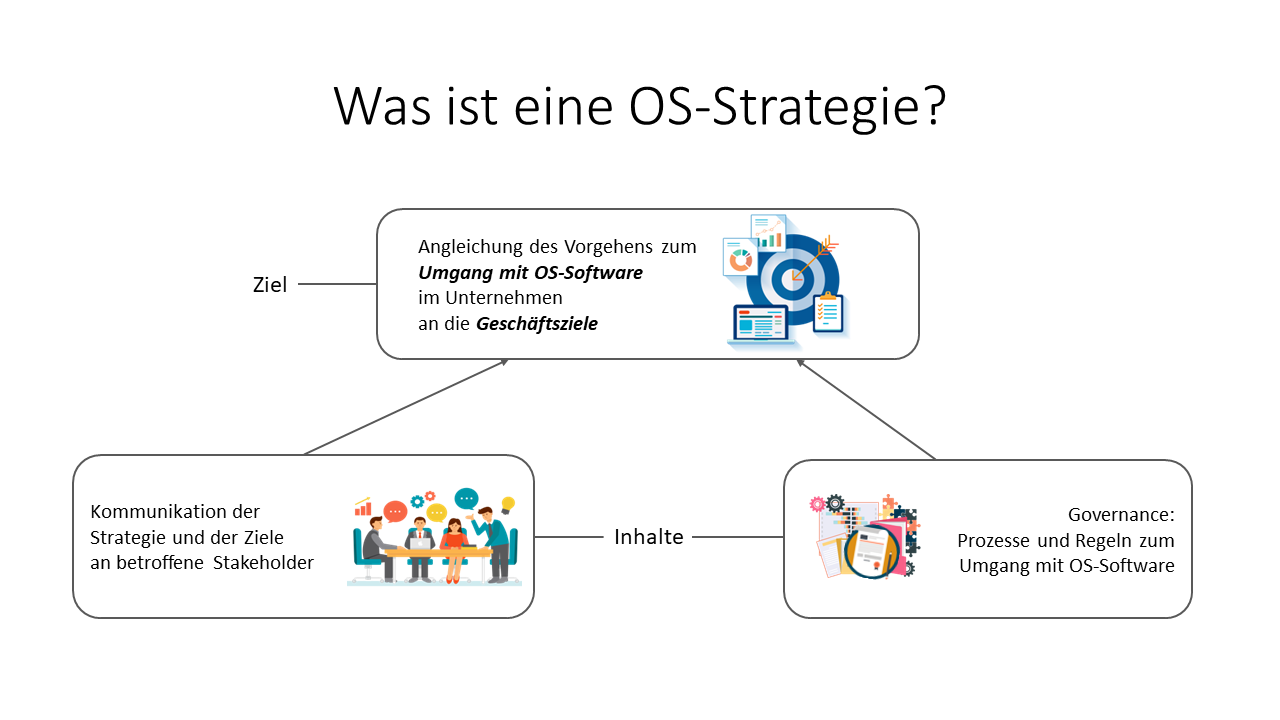 Was ist eine OS-Strategie?
Ziel
Angleichung des Vorgehens zum
Umgang mit OS-Software
im Unternehmen
an die Geschäftsziele
Kommunikation der
Strategie und der Ziele
an betroffene Stakeholder
Inhalte
Governance:
Prozesse und Regeln zum
Umgang mit OS-Software